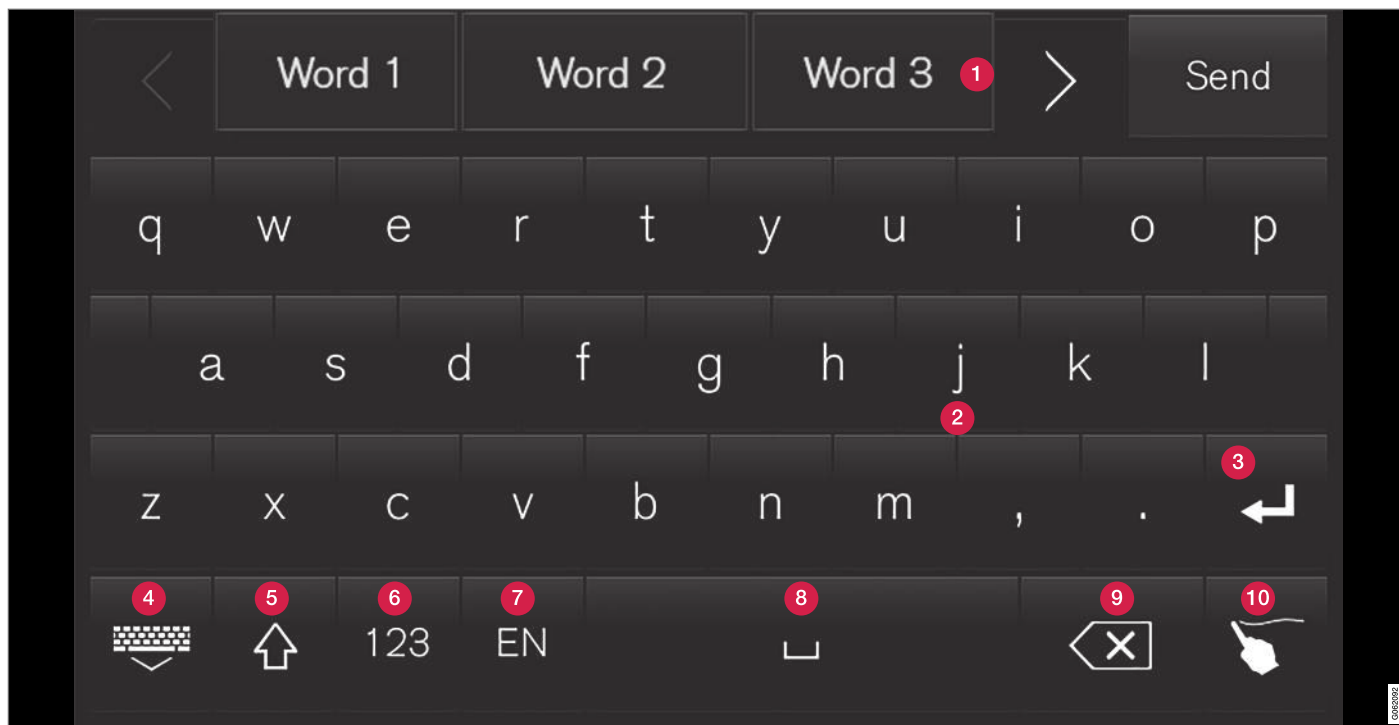 Word 1 Word 2 Word 3 1 Send
q w e r t y u i o p
a s d f g h j k l
2
3
z x c v b n m , .
4 5 6 7 8 9 10
123 EN
G062092